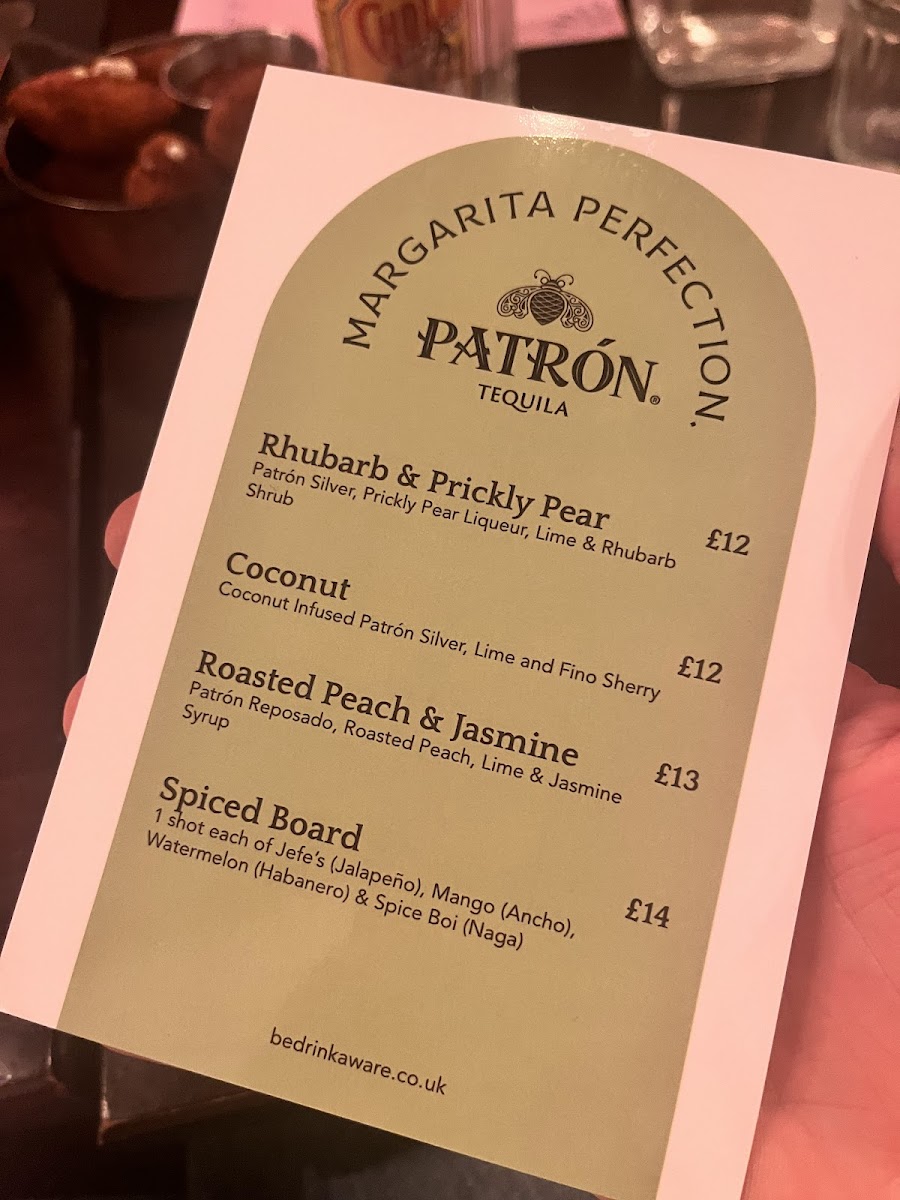 CHOL
MARGARITA PERFECTION.
PATRÓN®
TEQUILA
Rhubarb & Prickly Pear
Patrón Silver, Prickly Pear Liqueur, Lime & Rhubarb
Shrub
£12
Coconut
Coconut Infused Patrón Silver, Lime and Fino Sherry
£12
Roasted Peach & Jasmine
Patrón Reposado, Roasted Peach, Lime & Jasmine
Syrup
£13
Spiced Board
1 shot each of Jefe's (Jalapeño), Mango (Ancho),
Watermelon (Habanero) & Spice Boi (Naga)
£14
bedrinkaware.co.uk